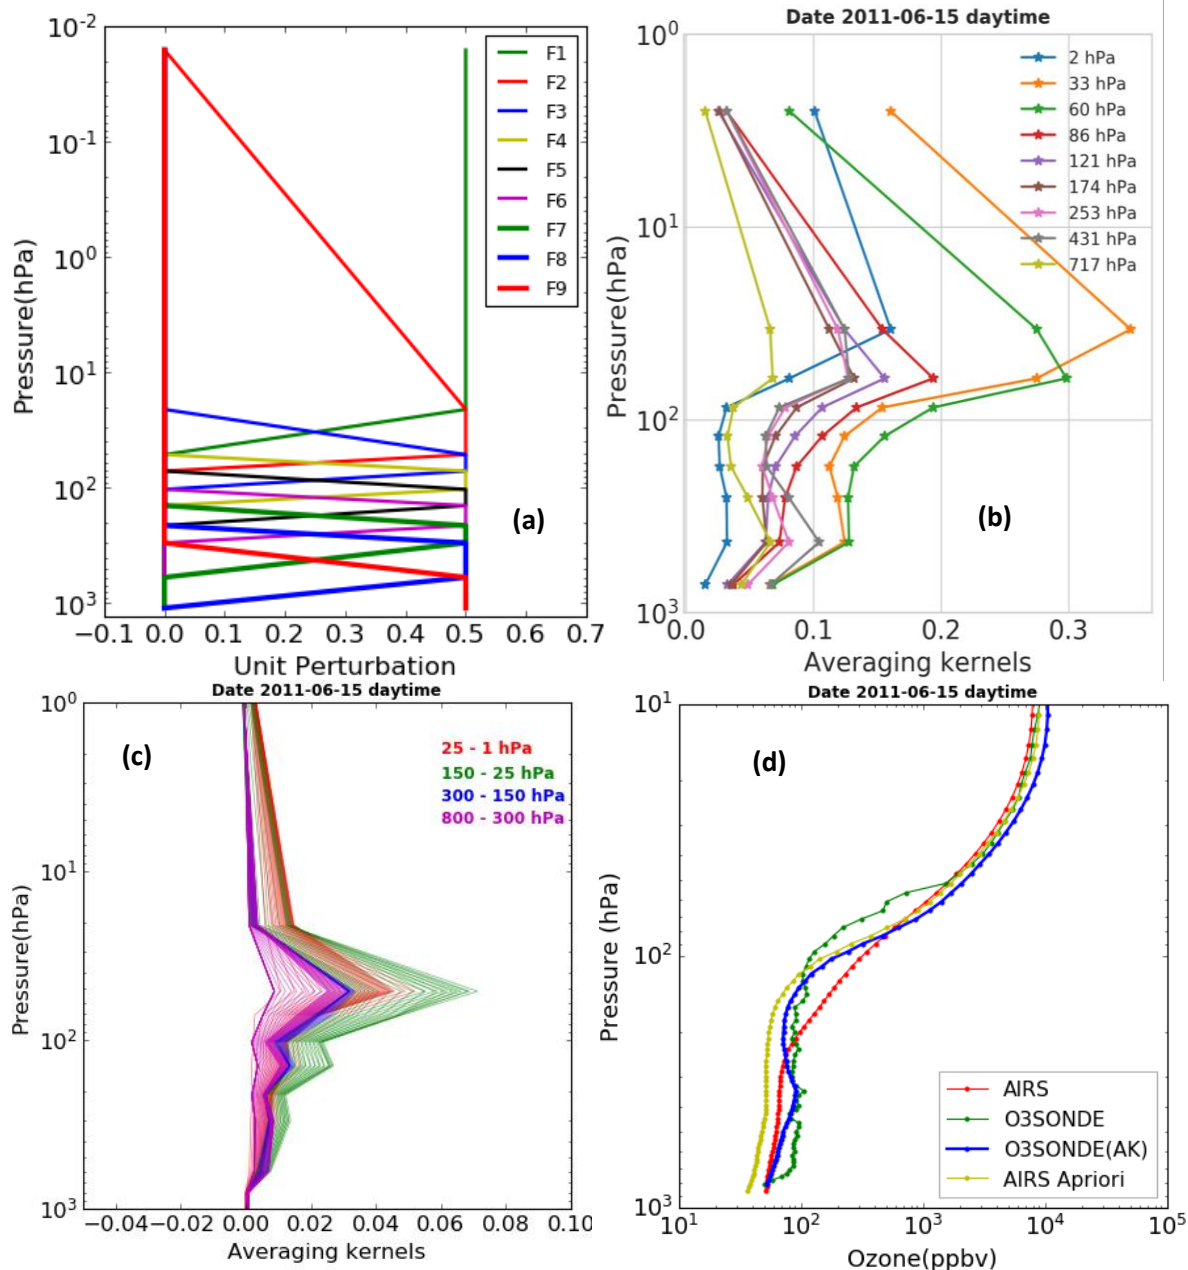 10^-2
10^-1
10^0
10^1
10^2
10^3
Pressure(hPa)
F1
F2
F3
F4
F5
F6
F7
F8
F9
(a)
−0.1 0.0 0.1 0.2 0.3 0.4 0.5 0.6 0.7
Unit Perturbation
Date 2011-06-15 daytime
10^0
10^1
10^2
10^3
Pressure(hPa)
2 hPa
33 hPa
60 hPa
86 hPa
121 hPa
174 hPa
253 hPa
431 hPa
717 hPa
(b)
0.0 0.1 0.2 0.3
Averaging kernels
Date 2011-06-15 daytime
10^0
10^1
10^2
10^3
Pressure(hPa)
(c)
25 - 1 hPa
150 - 25 hPa
300 - 150 hPa
800 - 300 hPa
−0.04 −0.02 0.00 0.02 0.04 0.06 0.08 0.10
Averaging kernels
Date 2011-06-15 daytime
10^1
10^2
10^3
Pressure (hPa)
(d)
AIRS
O3SONDE
O3SONDE(AK)
AIRS Apriori
10^1 10^2 10^3 10^4 10^5
Ozone(ppbv)